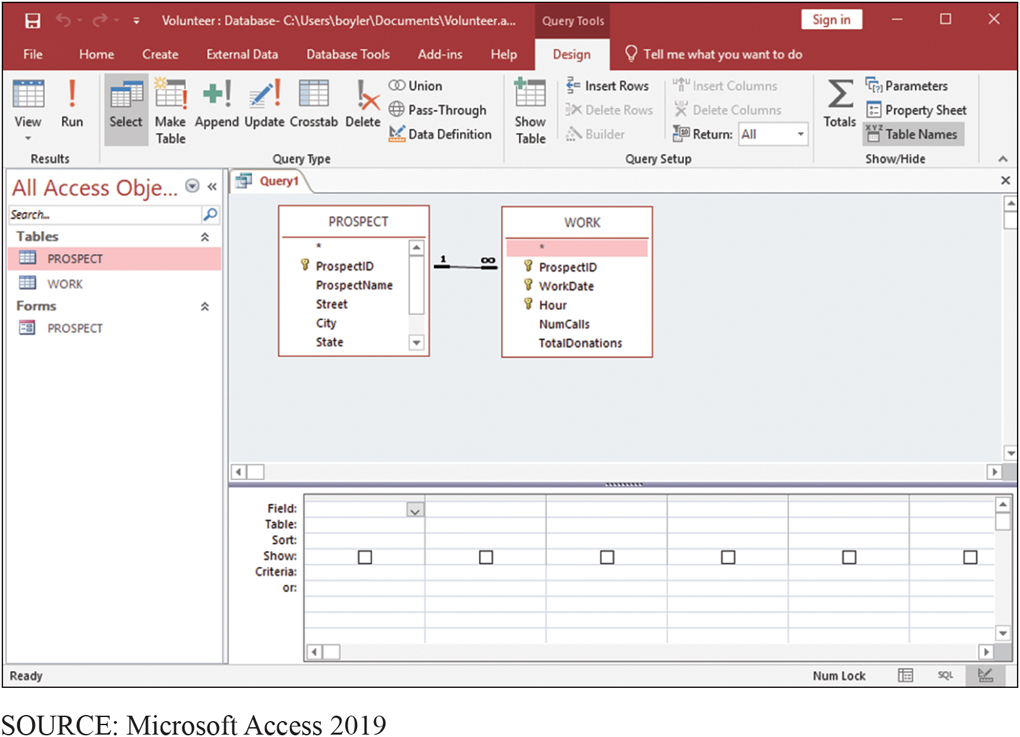 Volunteer : Database- C:\Users\boyler\Documents\Volunteer.a... Query Tools Sign in
File Home Create External Data Database Tools Add-ins Help Design Tell me what you want to do
View
Run
Select
Make Table
Append
Update
Crosstab
Delete
Union
Pass-Through
Data Definition
Show Table
Insert Rows
Delete Rows
Builder
Insert Columns
Delete Columns
Return: All
Totals
Parameters
Property Sheet
XYZ Table Names
Results Query Type Query Setup Show/Hide
All Access Obje... «
Search...
Tables
PROSPECT
WORK
Forms
PROSPECT
Query1
PROSPECT
*
ProspectID
ProspectName
Street
City
State
1 ∞
WORK
*
ProspectID
WorkDate
Hour
NumCalls
TotalDonations
Field:
Table:
Sort:
Show:
Criteria:
or:
Ready Num Lock SQL
SOURCE: Microsoft Access 2019